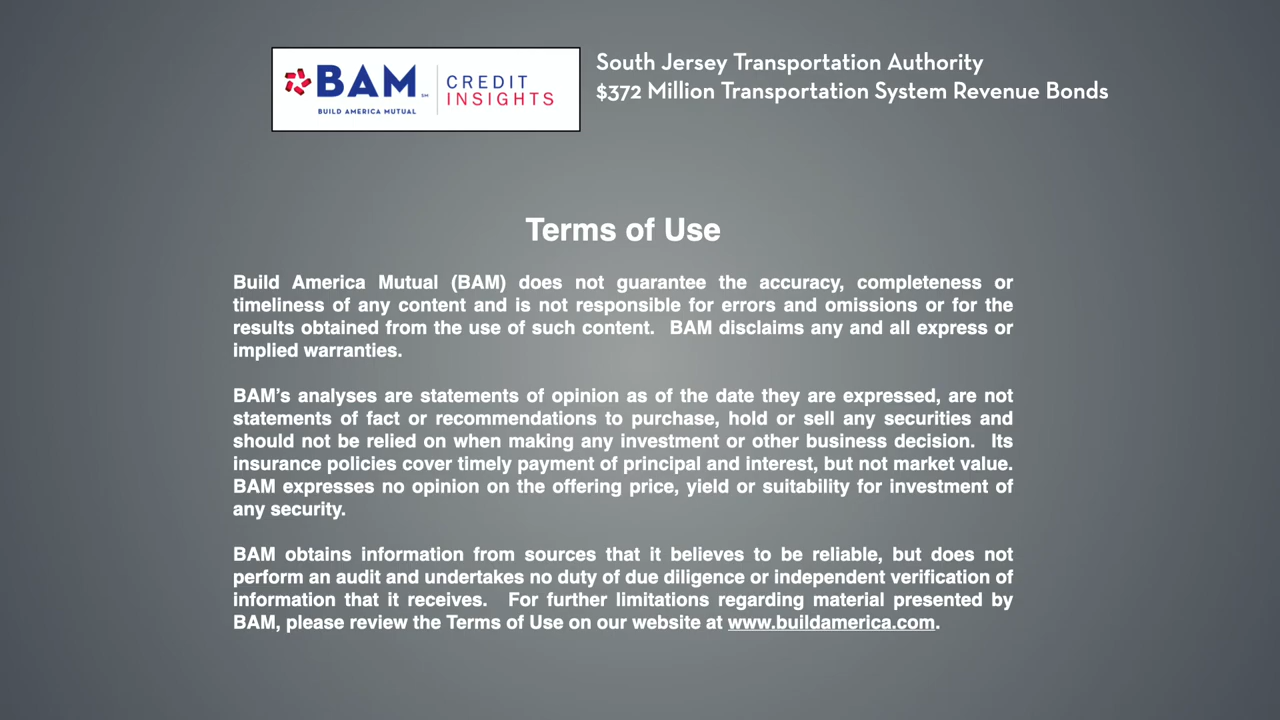 BAM SM
BUILD AMERICA MUTUAL
CREDIT
INSIGHTS
South Jersey Transportation Authority
$372 Million Transportation System Revenue Bonds
Terms of Use
Build America Mutual (BAM) does not guarantee the accuracy, completeness or
timeliness of any content and is not responsible for errors and omissions or for the
results obtained from the use of such content.  BAM disclaims any and all express or
implied warranties.
BAM’s analyses are statements of opinion as of the date they are expressed, are not
statements of fact or recommendations to purchase, hold or sell any securities and
should not be relied on when making any investment or other business decision.  Its
insurance policies cover timely payment of principal and interest, but not market value.
BAM expresses no opinion on the offering price, yield or suitability for investment of
any security.
BAM obtains information from sources that it believes to be reliable, but does not
perform an audit and undertakes no duty of due diligence or independent verification of
information that it receives.  For further limitations regarding material presented by
BAM, please review the Terms of Use on our website at www.buildamerica.com.